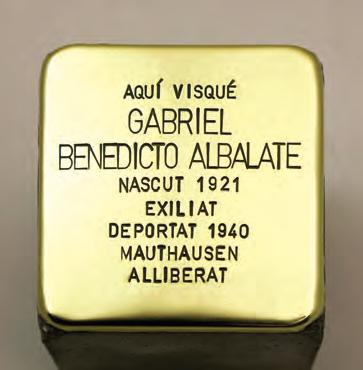 AQUÍ VISQUÉ
GABRIEL
BENEDICTO ALBALATE
NASCUT 1921
EXILIAT
DEPORTAT 1940
MAUTHAUSEN
ALLIBERAT